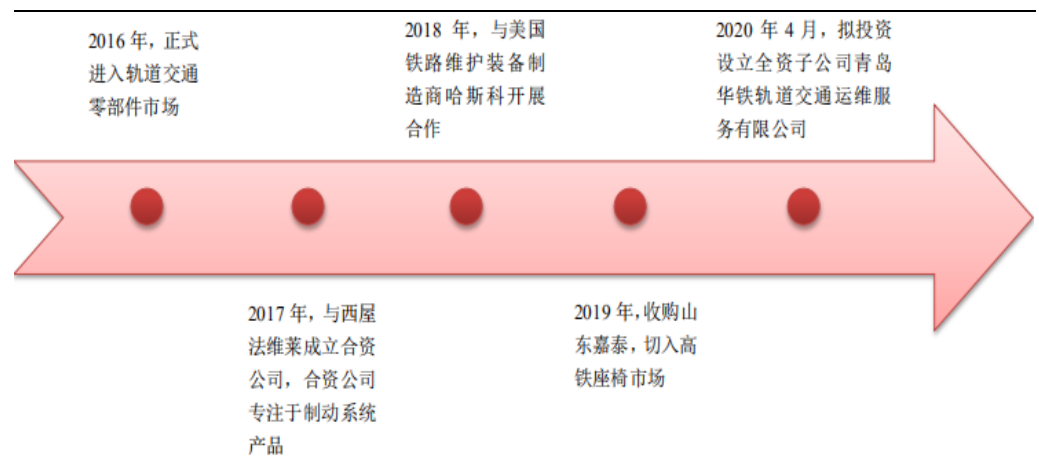 2016 年，正式
进入轨道交通
零部件市场
2017 年，与西屋
法维莱成立合资
公司，合资公司
专注于制动系统
产品
2018 年，与美国
铁路维护装备制
造商哈斯科开展
合作
2019 年，收购山
东嘉泰，切入高
铁座椅市场
2020 年 4 月，拟投资
设立全资子公司青岛
华铁轨道交通运维服
务有限公司